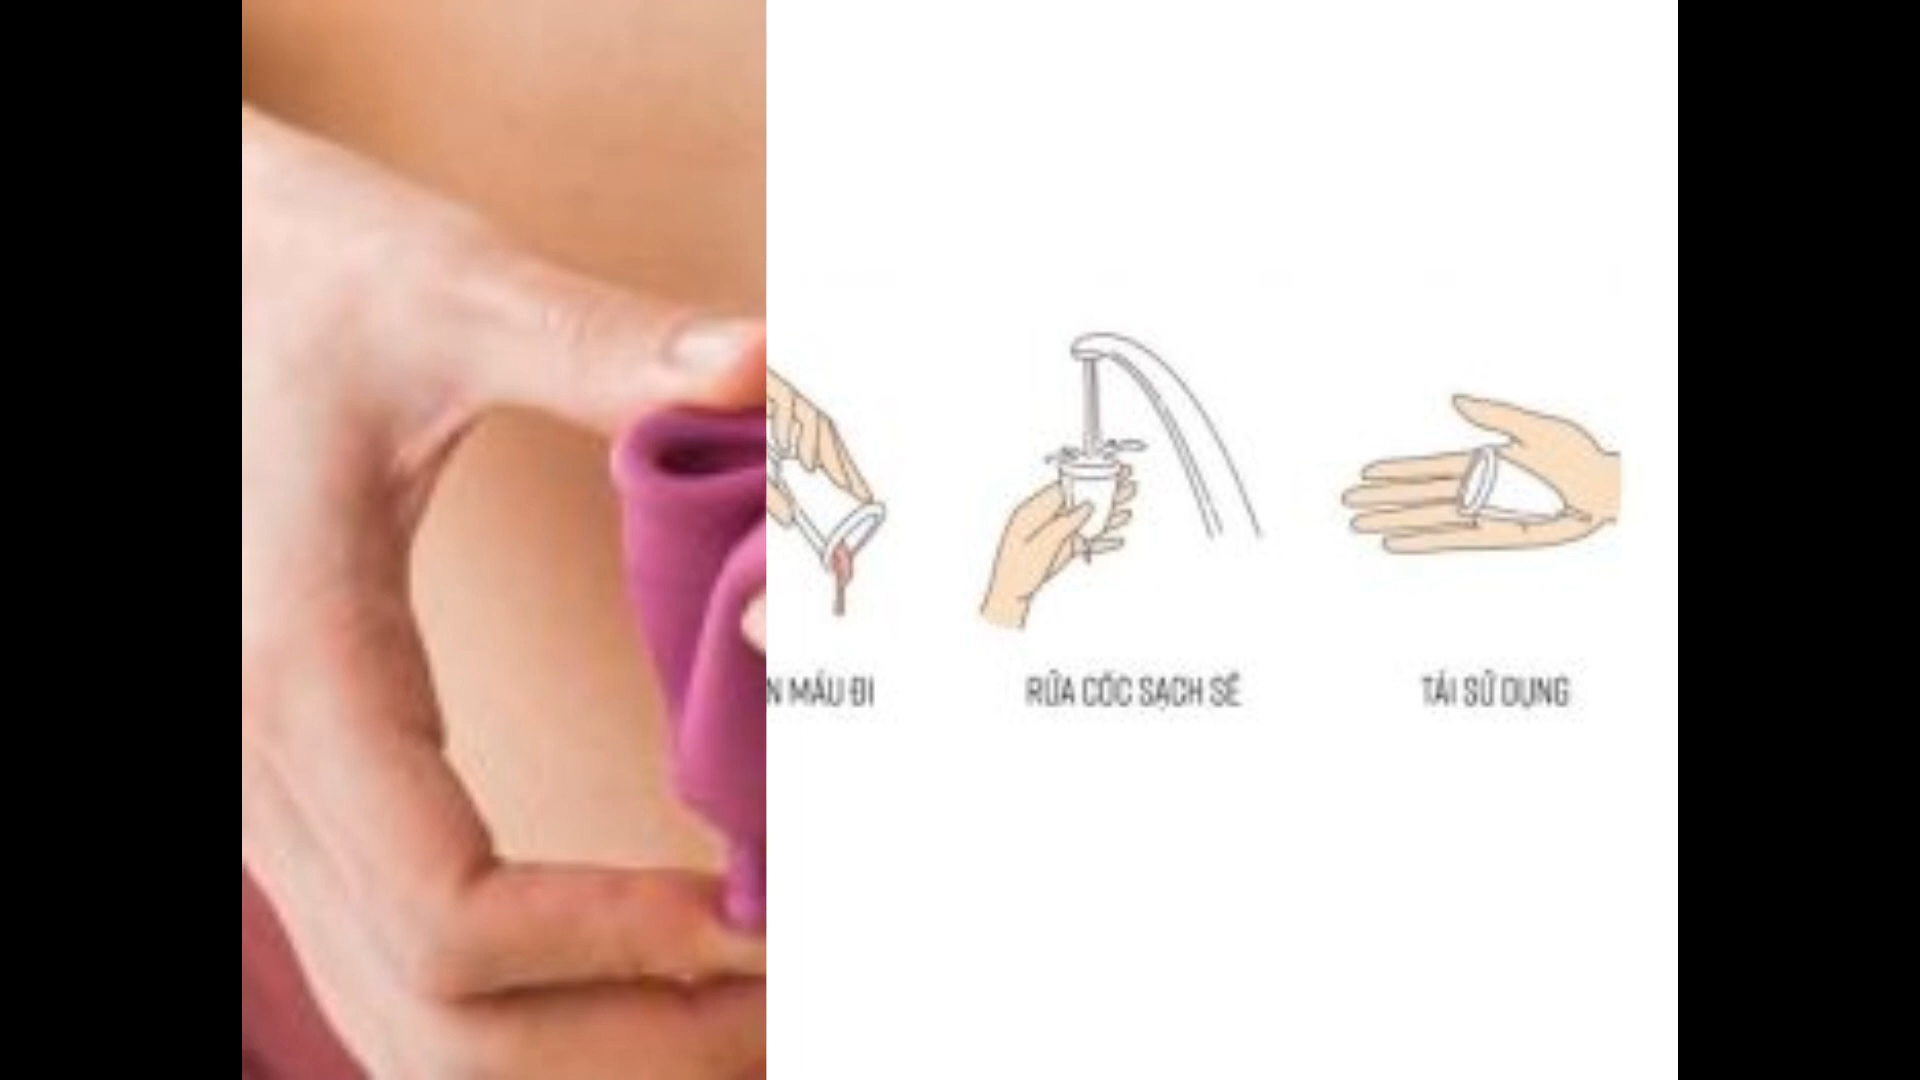 N MÁU ĐI
RỬA CỐC SẠCH SẼ
TÁI SỬ DỤNG